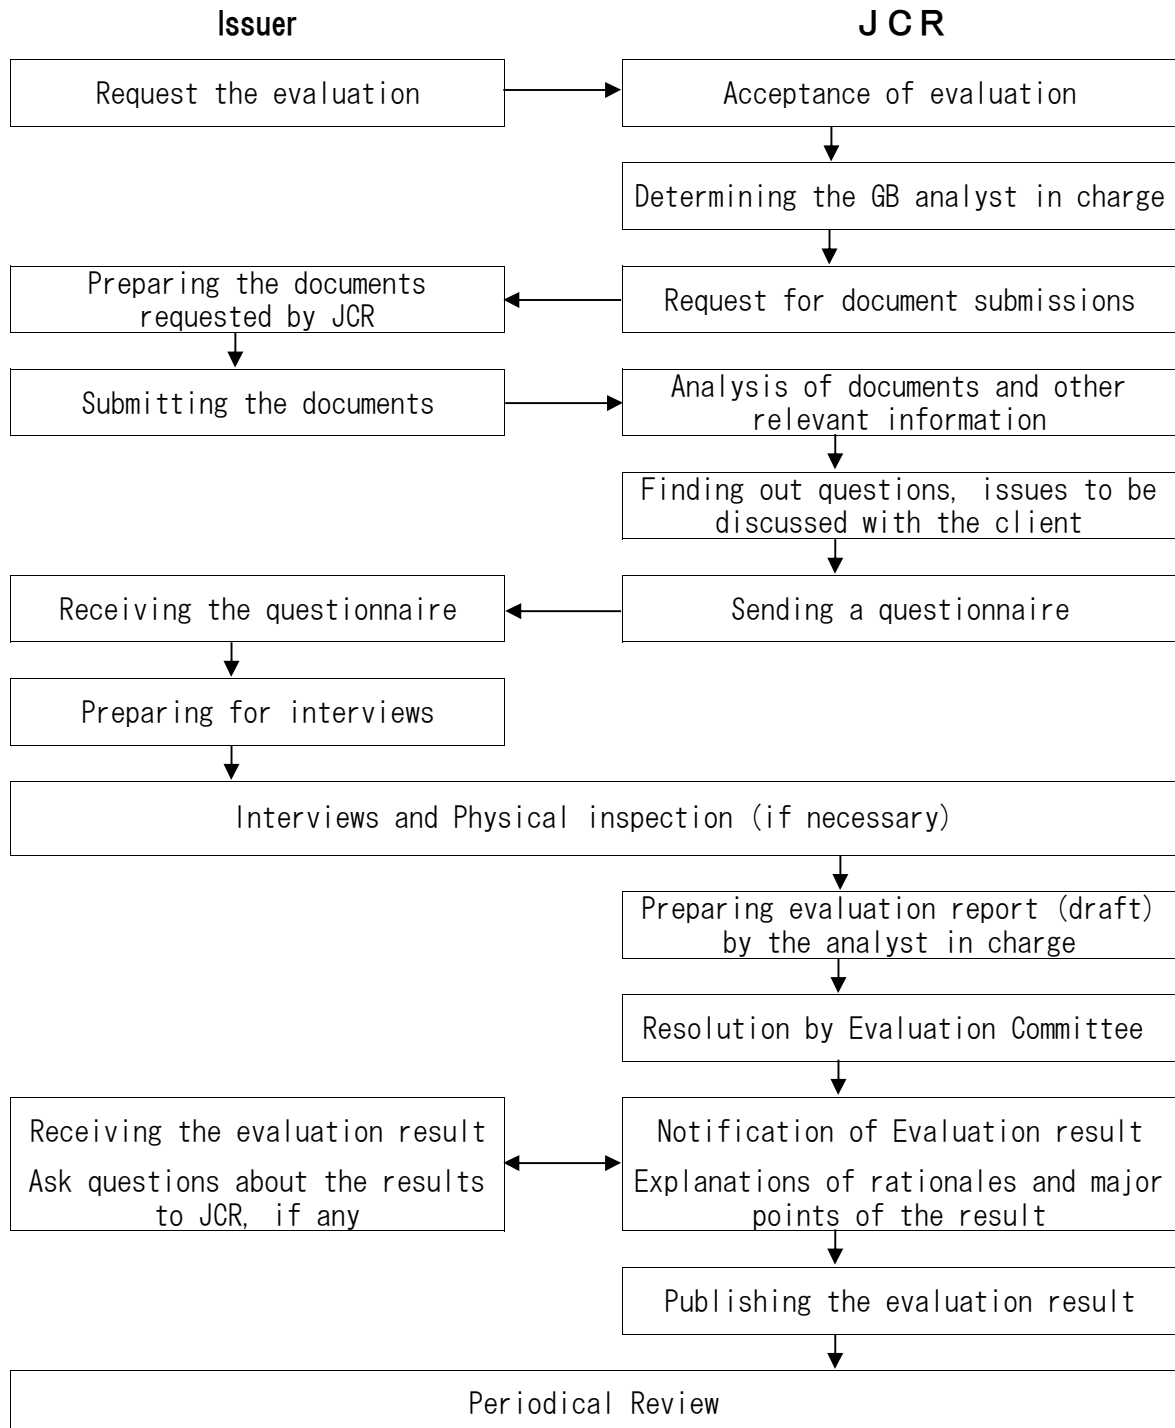 Issuer
ＪＣＲ
Request the evaluation
Acceptance of evaluation
Determining the GB analyst in charge
Preparing the documents
requested by JCR
Request for document submissions
Submitting the documents
Analysis of documents and other
relevant information
Finding out questions, issues to be
discussed with the client
Receiving the questionnaire
Sending a questionnaire
Preparing for interviews
Interviews and Physical inspection (if necessary)
Preparing evaluation report (draft)
by the analyst in charge
Resolution by Evaluation Committee
Receiving the evaluation result
Ask questions about the results
to JCR, if any
Notification of Evaluation result
Explanations of rationales and major
points of the result
Publishing the evaluation result
Periodical Review